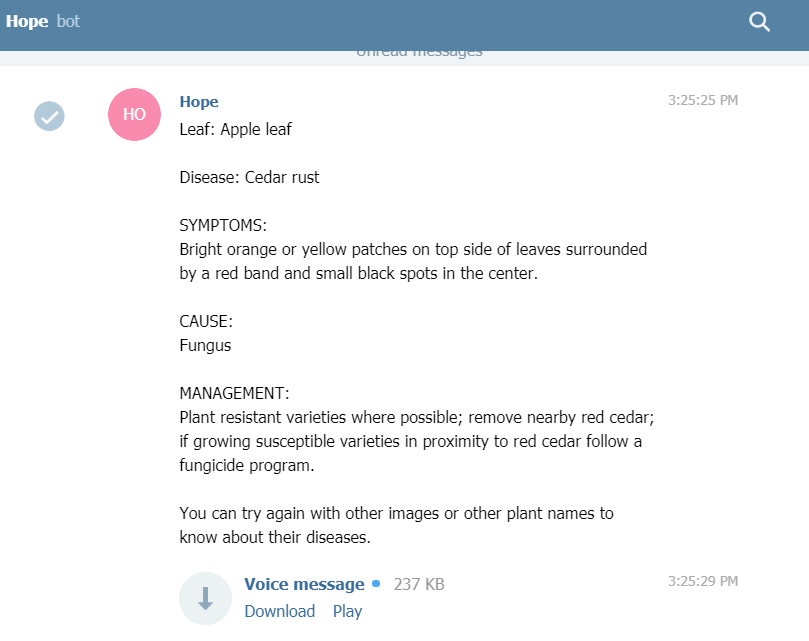 Hope bot
Unread messages
HO
Hope 3:25:25 PM
Leaf: Apple leaf
Disease: Cedar rust
SYMPTOMS:
Bright orange or yellow patches on top side of leaves surrounded
by a red band and small black spots in the center.
CAUSE:
Fungus
MANAGEMENT:
Plant resistant varieties where possible; remove nearby red cedar;
if growing susceptible varieties in proximity to red cedar follow a
fungicide program.
You can try again with other images or other plant names to
know about their diseases.
Voice message 237 KB 3:25:29 PM
Download Play